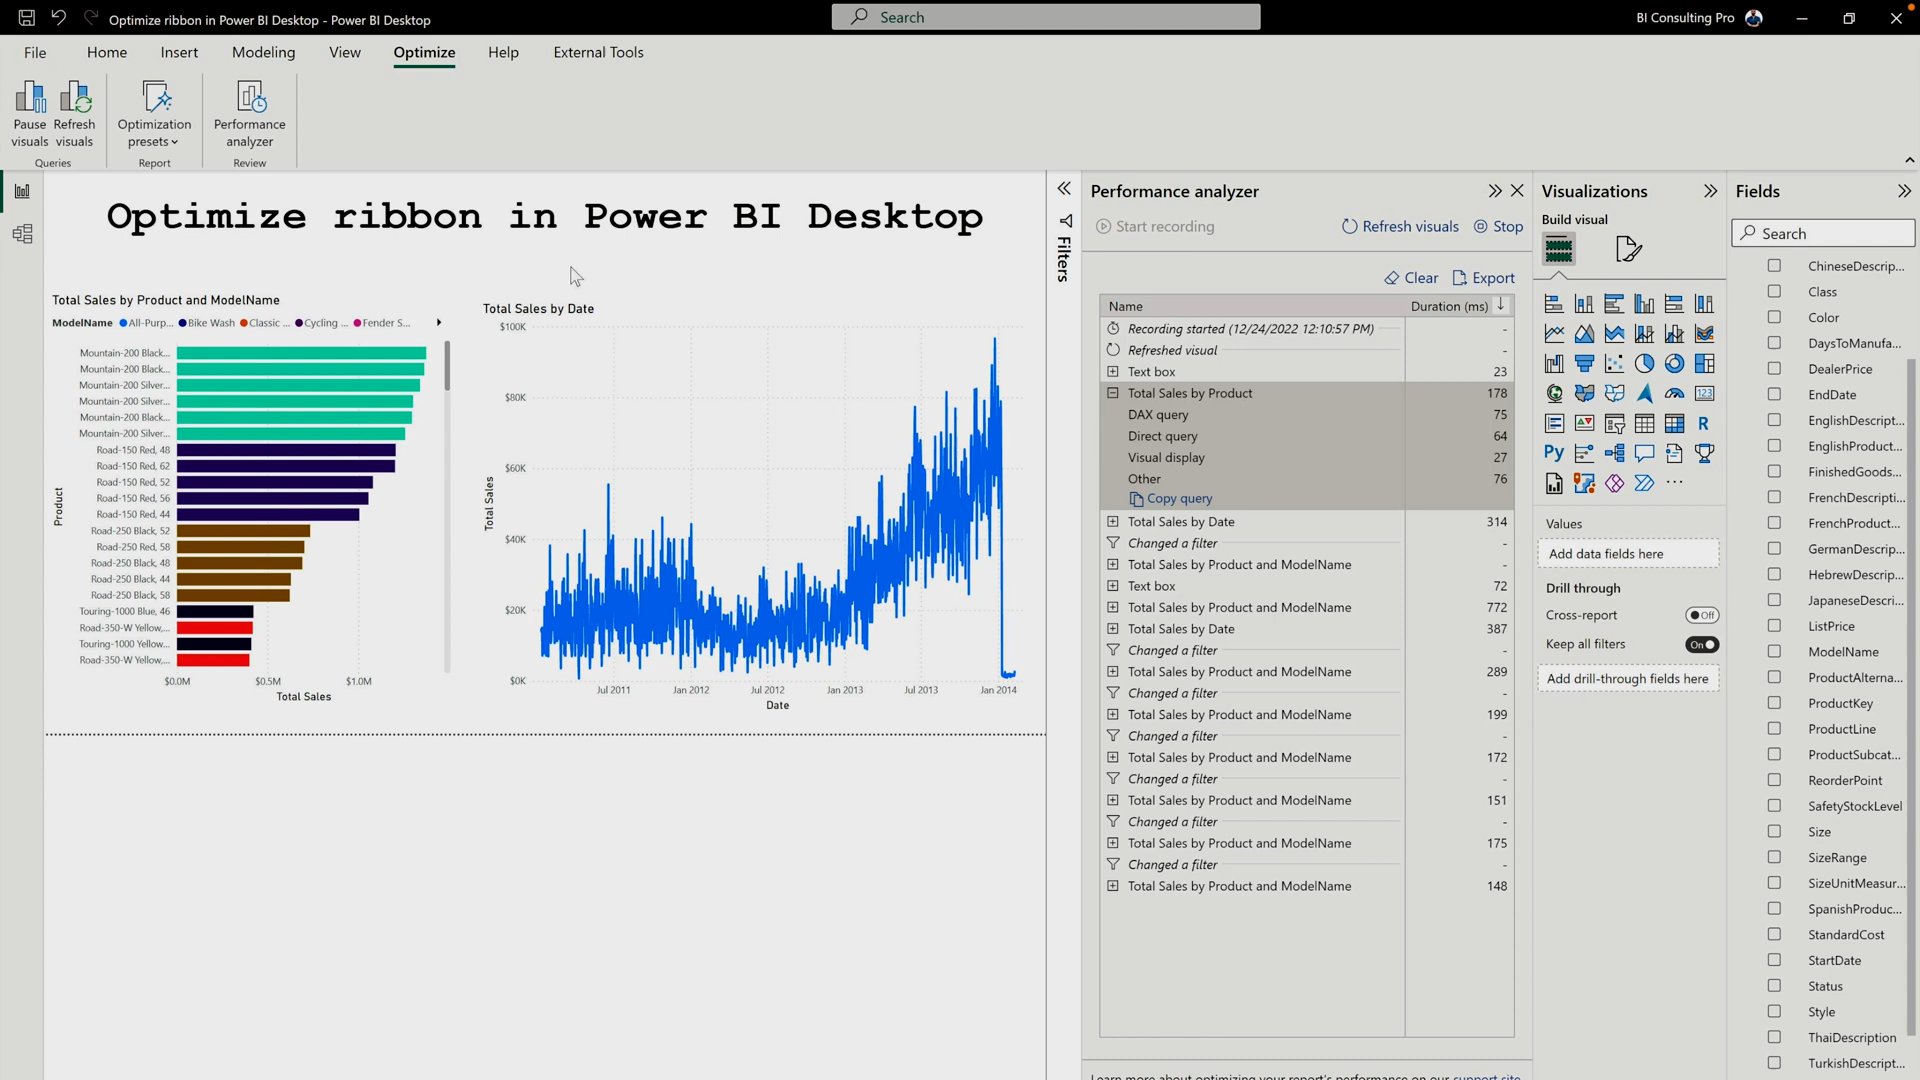 Optimize ribbon in Power BI Desktop - Power BI Desktop
Search
BI Consulting Pro
File Home Insert Modeling View Optimize Help External Tools
Pause visuals
Refresh visuals
Optimization presets
Performance analyzer
Queries Report Review
Optimize ribbon in Power BI Desktop
Total Sales by Product and ModelName
ModelName All-Purp... Bike Wash Classic ... Cycling ... Fender S...
Product
Mountain-200 Black...
Mountain-200 Black...
Mountain-200 Silver...
Mountain-200 Silver...
Mountain-200 Black...
Mountain-200 Silver...
Road-150 Red, 48
Road-150 Red, 62
Road-150 Red, 52
Road-150 Red, 56
Road-150 Red, 44
Road-250 Black, 52
Road-250 Red, 58
Road-250 Black, 48
Road-250 Black, 44
Road-250 Black, 58
Touring-1000 Blue, 46
Road-350-W Yellow,...
Touring-1000 Yellow...
Road-350-W Yellow,...
$0.0M $0.5M $1.0M
Total Sales
Total Sales by Date
Total Sales
$100K
$80K
$60K
$40K
$20K
$0K
Jul 2011 Jan 2012 Jul 2012 Jan 2013 Jul 2013 Jan 2014
Date
Filters
Performance analyzer
Start recording Refresh visuals Stop
Clear Export
Name Duration (ms)
Recording started (12/24/2022 12:10:57 PM) -
Refreshed visual -
Text box 23
Total Sales by Product 178
DAX query 75
Direct query 64
Visual display 27
Other 76
Copy query
Total Sales by Date 314
Changed a filter -
Total Sales by Product and ModelName -
Text box 72
Total Sales by Product and ModelName 772
Total Sales by Date 387
Changed a filter -
Total Sales by Product and ModelName 289
Changed a filter -
Total Sales by Product and ModelName 199
Changed a filter -
Total Sales by Product and ModelName 172
Changed a filter -
Total Sales by Product and ModelName 151
Changed a filter -
Total Sales by Product and ModelName 175
Changed a filter -
Total Sales by Product and ModelName 148
Learn more about optimizing your report's performance on our support site
Visualizations
Build visual
123
R
Py
...
Values
Add data fields here
Drill through
Cross-report Off
Keep all filters On
Add drill-through fields here
Fields
Search
ChineseDescrip...
Class
Color
DaysToManufa...
DealerPrice
EndDate
EnglishDescript...
EnglishProduct...
FinishedGoods...
FrenchDescripti...
FrenchProduct...
GermanDescrip...
HebrewDescrip...
JapaneseDescri...
ListPrice
ModelName
ProductAlterna...
ProductKey
ProductLine
ProductSubcat...
ReorderPoint
SafetyStockLevel
Size
SizeRange
SizeUnitMeasur...
SpanishProduc...
StandardCost
StartDate
Status
Style
ThaiDescription
TurkishDescript...